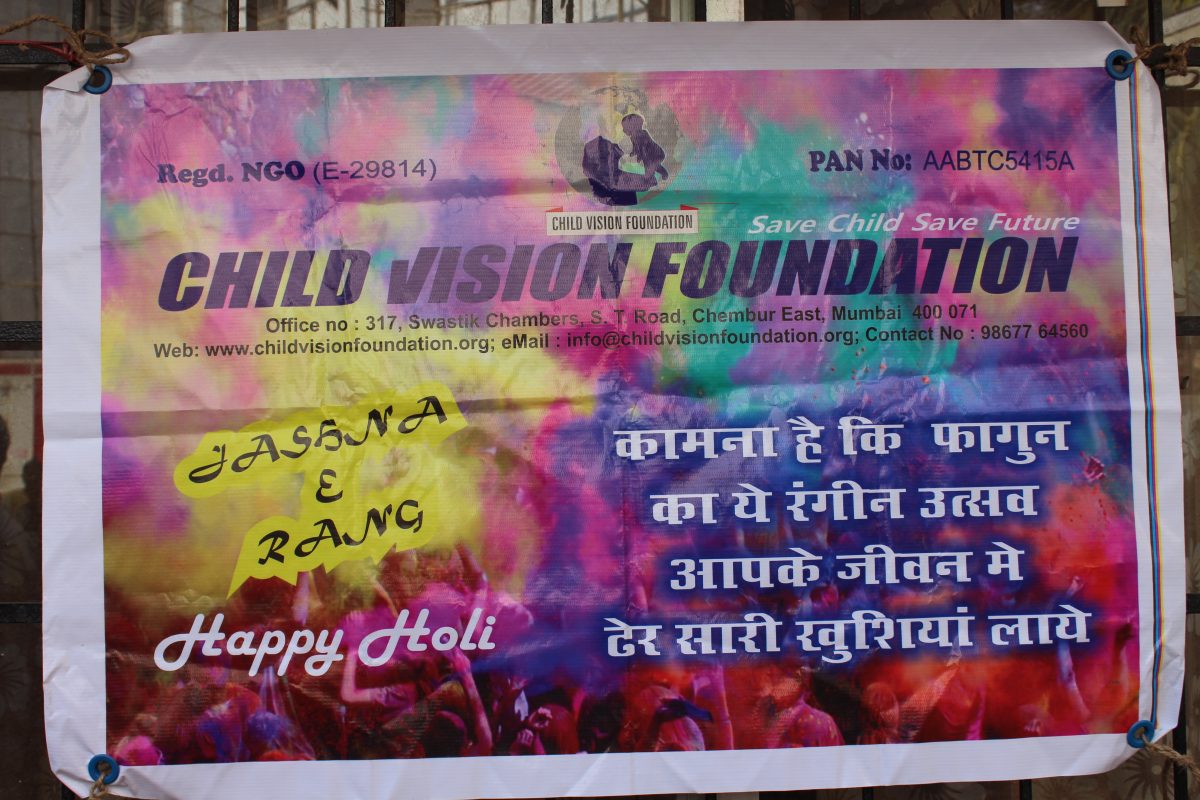 Regd. NGO (E-29814)
PAN No: AABTC5415A
CHILD VISION FOUNDATION
Save Child Save Future
CHILD VISION FOUNDATION
Office no : 317, Swastik Chambers, S. T. Road, Chembur East, Mumbai 400 071
Web: www.childvisionfoundation.org; eMail : info@childvisionfoundation.org; Contact No : 98677 64560
JASHNA
E
RANG
Happy Holi
कामना है कि फागुन
का ये रंगीन उत्सव
आपके जीवन मे
ढेर सारी खुशियां लाये